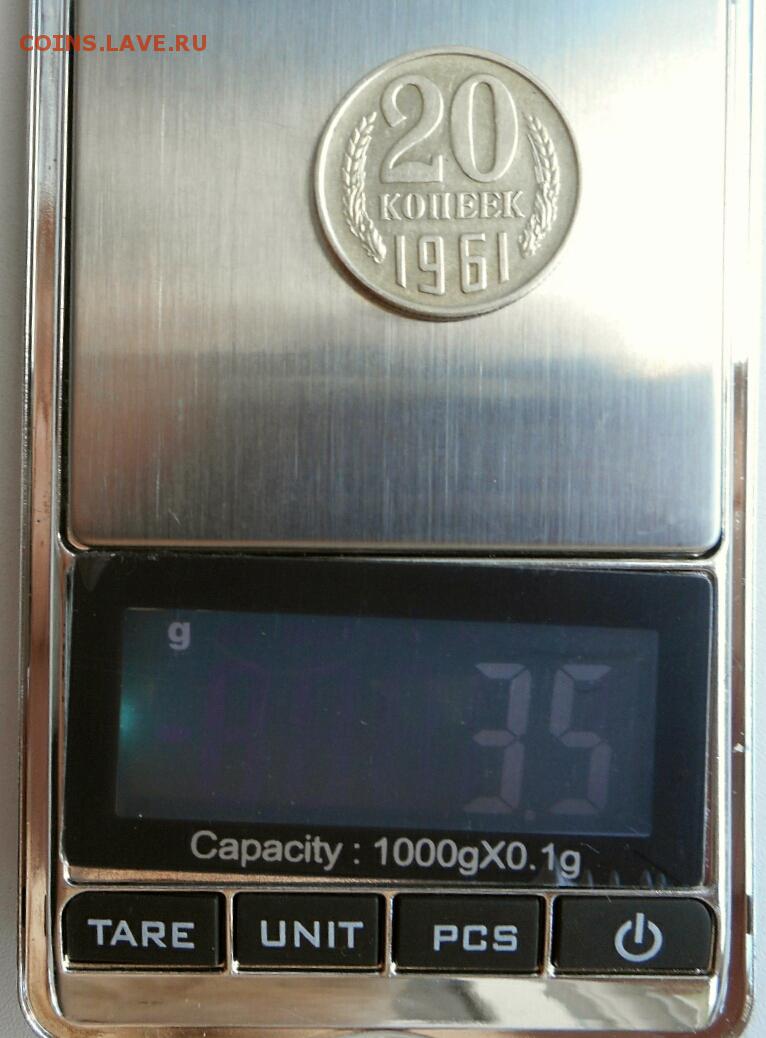 COINS.LAVE.RU
20
КОПЕЕК
1961
g
3.5
Capacity : 1000gX0.1g
TARE UNIT PCS